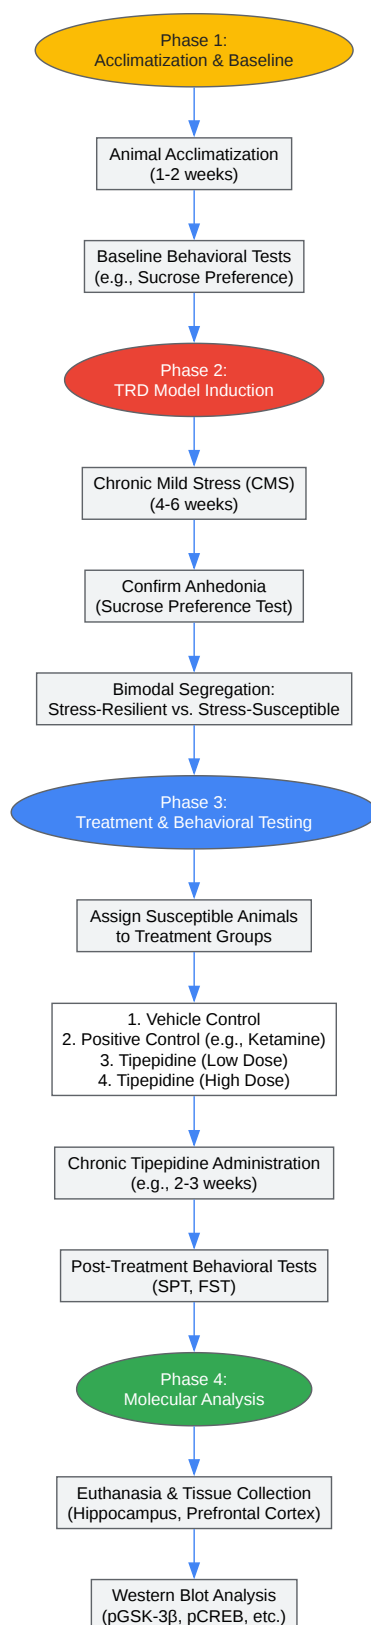 Phase 1:
Acclimatization & Baseline
Animal Acclimatization
(1-2 weeks)
Baseline Behavioral Tests
(e.g., Sucrose Preference)
Phase 2:
TRD Model Induction
Chronic Mild Stress (CMS)
(4-6 weeks)
Confirm Anhedonia
(Sucrose Preference Test)
Bimodal Segregation:
Stress-Resilient vs. Stress-Susceptible
Phase 3:
Treatment & Behavioral Testing
Assign Susceptible Animals
to Treatment Groups
1. Vehicle Control
2. Positive Control (e.g., Ketamine)
3. Tipepidine (Low Dose)
4. Tipepidine (High Dose)
Chronic Tipepidine Administration
(e.g., 2-3 weeks)
Post-Treatment Behavioral Tests
(SPT, FST)
Phase 4:
Molecular Analysis
Euthanasia & Tissue Collection
(Hippocampus, Prefrontal Cortex)
Western Blot Analysis
(pGSK-3β, pCREB, etc.)